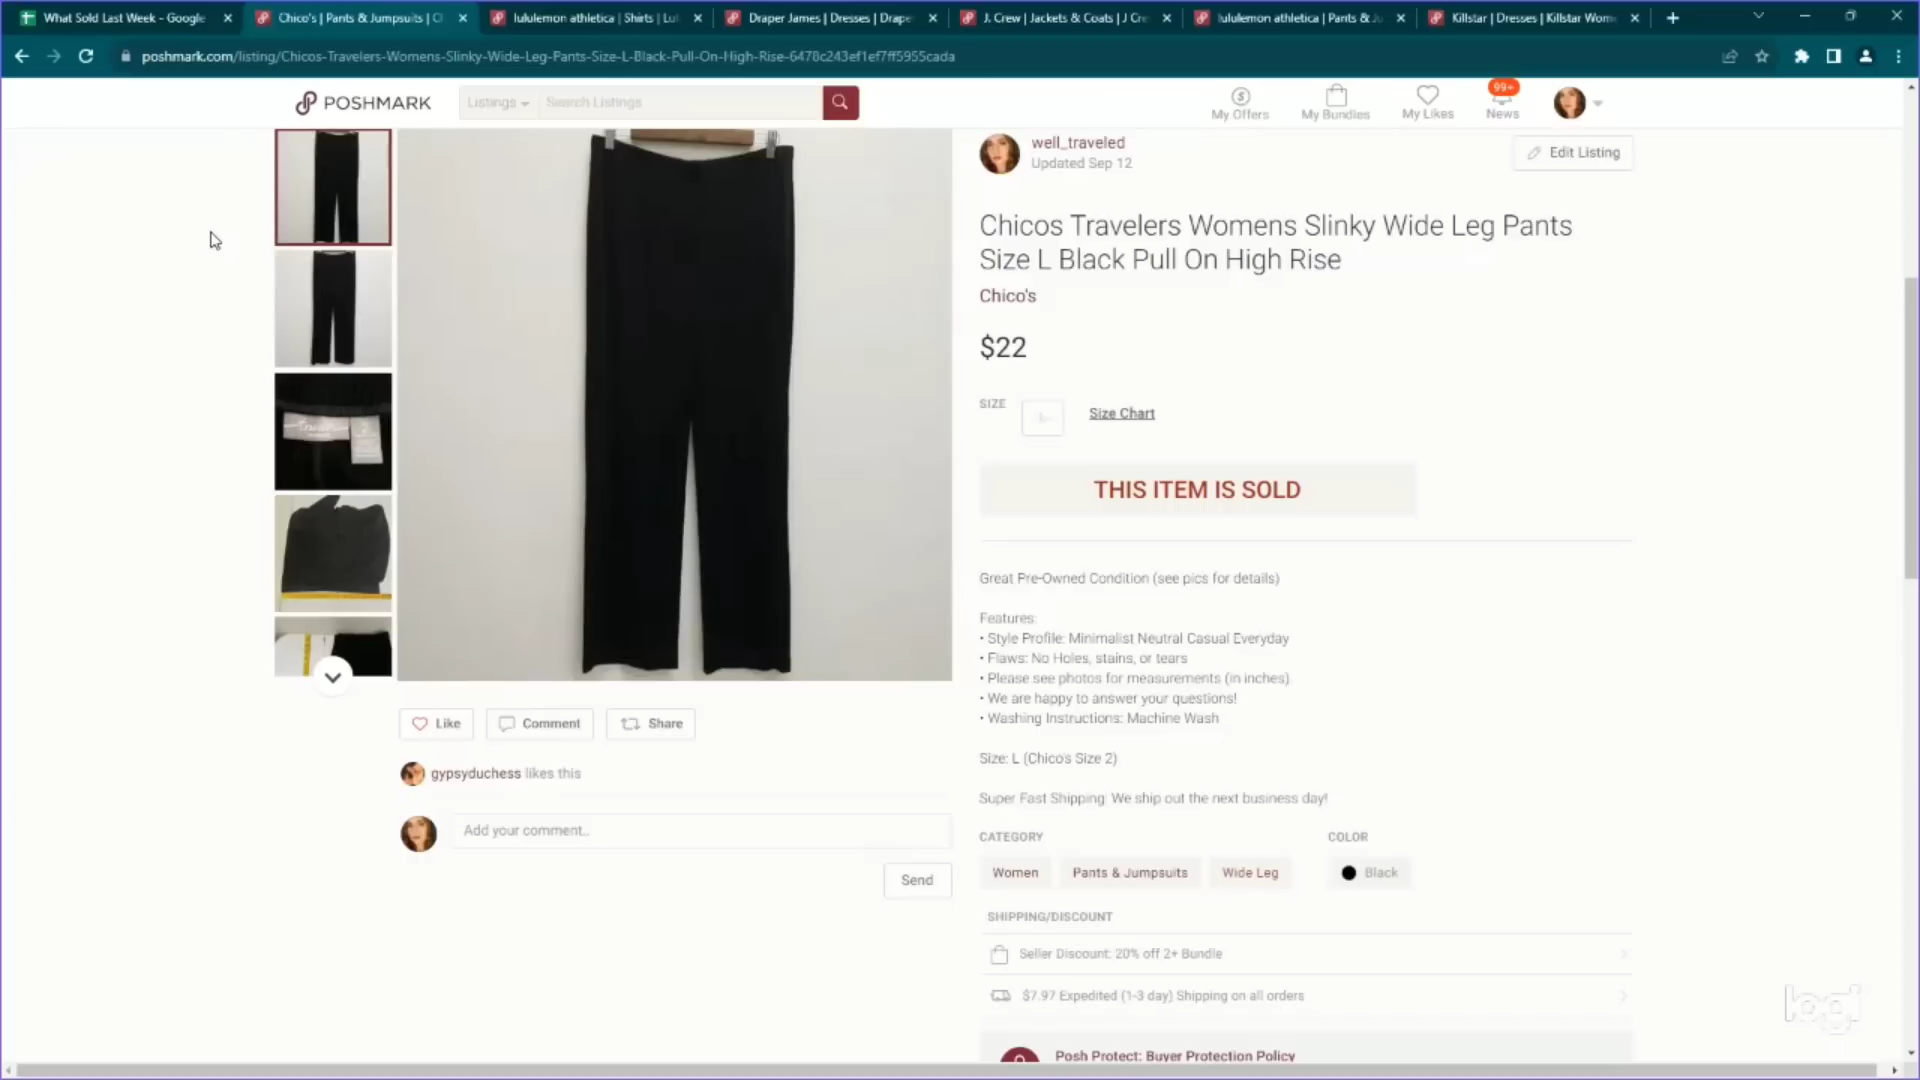 What Sold Last Week - Google
Chico's | Pants & Jumpsuits | C
lululemon athletica | Shirts | Lu
Draper James | Dresses | Drape
J. Crew | Jackets & Coats | J Cre
lululemon athletica | Pants & Ju
Killstar | Dresses | Killstar Wom
poshmark.com/listing/Chicos-Travelers-Womens-Slinky-Wide-Leg-Pants-Size-L-Black-Pull-On-High-Rise-6478c243ef1ef7ff5955cada
POSHMARK
Listings
Search Listings
My Offers
My Bundles
My Likes
99+
News
well_traveled
Updated Sep 12
Edit Listing
Chicos Travelers Womens Slinky Wide Leg Pants
Size L Black Pull On High Rise
Chico's
$22
SIZE
Size Chart
THIS ITEM IS SOLD
Great Pre-Owned Condition (see pics for details)
Features:
• Style Profile: Minimalist Neutral Casual Everyday
• Flaws: No Holes, stains, or tears
• Please see photos for measurements (in inches)
• We are happy to answer your questions!
• Washing Instructions: Machine Wash
Size: L (Chico's Size 2)
Super Fast Shipping: We ship out the next business day!
Like
Comment
Share
gypsyduchess likes this
Add your comment..
Send
CATEGORY
COLOR
Women
Pants & Jumpsuits
Wide Leg
Black
SHIPPING/DISCOUNT
Seller Discount: 20% off 2+ Bundle
$7.97 Expedited (1-3 day) Shipping on all orders
Posh Protect: Buyer Protection Policy
logi